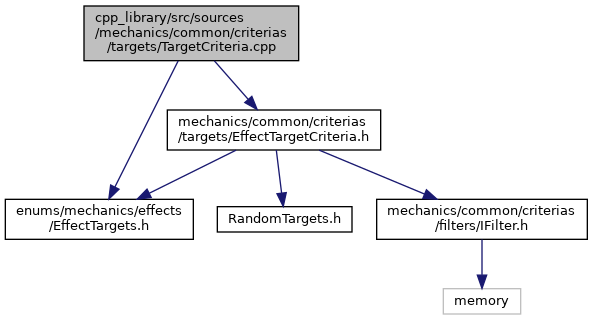 cpp_library/src/sources
/mechanics/common/criterias
/targets/TargetCriteria.cpp
mechanics/common/criterias
/targets/EffectTargetCriteria.h
enums/mechanics/effects
/EffectTargets.h
RandomTargets.h
mechanics/common/criterias
/filters/IFilter.h
memory